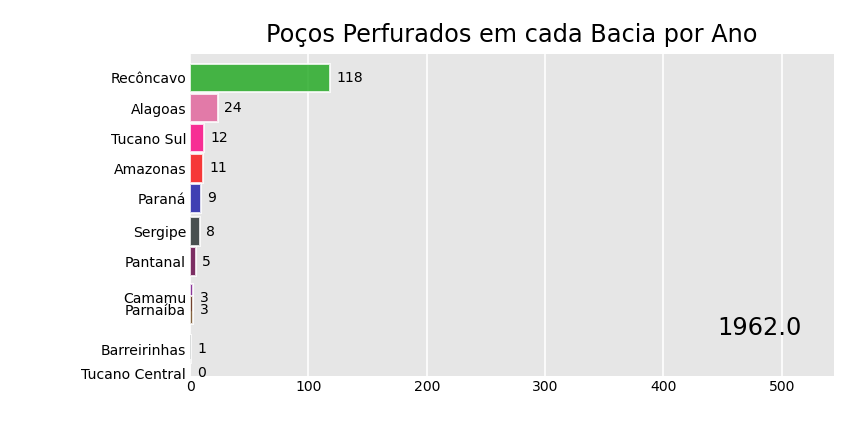 Poços Perfurados em cada Bacia por Ano
Recôncavo 118
Alagoas 24
Tucano Sul 12
Amazonas 11
Paraná 9
Sergipe 8
Pantanal 5
Camamu 3
Parnaíba 3
1962.0
Barreirinhas 1
Tucano Central 0
0 100 200 300 400 500